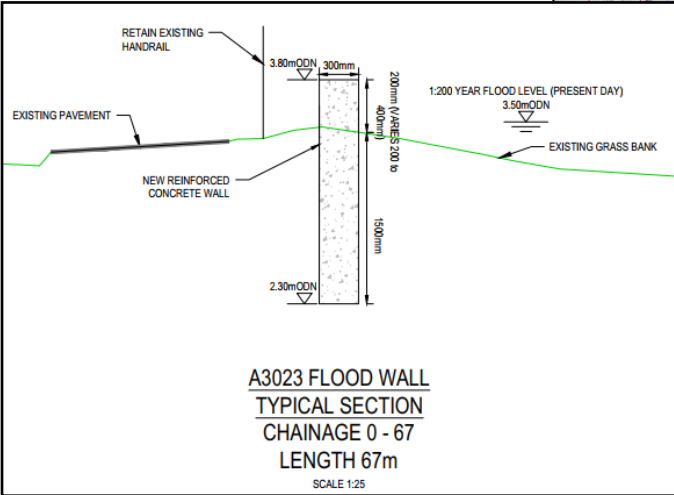 RETAIN EXISTING
HANDRAIL
3.80mODN
300mm
200mm (VARIES 200 to
400mm)
1:200 YEAR FLOOD LEVEL (PRESENT DAY)
3.50mODN
EXISTING PAVEMENT
EXISTING GRASS BANK
NEW REINFORCED
CONCRETE WALL
1500mm
2.30mODN
A3023 FLOOD WALL
TYPICAL SECTION
CHAINAGE 0 - 67
LENGTH 67m
SCALE 1:25